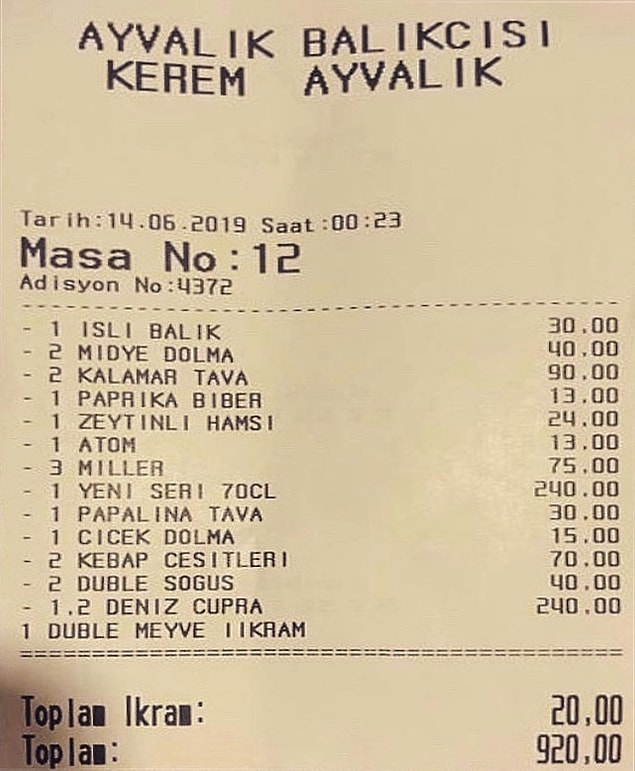 AYVALIK BALIKCISI
KEREM AYVALIK
Tarih:14.06.2019 Saat:00:23
Masa No:12
Adisyon No:4372
- 1 ISLI BALIK 30.00
- 2 MIDYE DOLMA 40.00
- 2 KALAMAR TAVA 90.00
- 1 PAPRIKA BIBER 13.00
- 1 ZEYTINLI HAMSI 24.00
- 1 ATOM 13.00
- 3 MILLER 75.00
- 1 YENI SERI 70CL 240.00
- 1 PAPALINA TAVA 30.00
- 1 CICEK DOLMA 15.00
- 2 KEBAP CESITLERI 70.00
- 2 DUBLE SOGUS 40.00
- 1.2 DENIZ CUPRA 240.00
1 DUBLE MEYVE IIKRAM
Toplam Ikram: 20,00
Toplam: 920,00